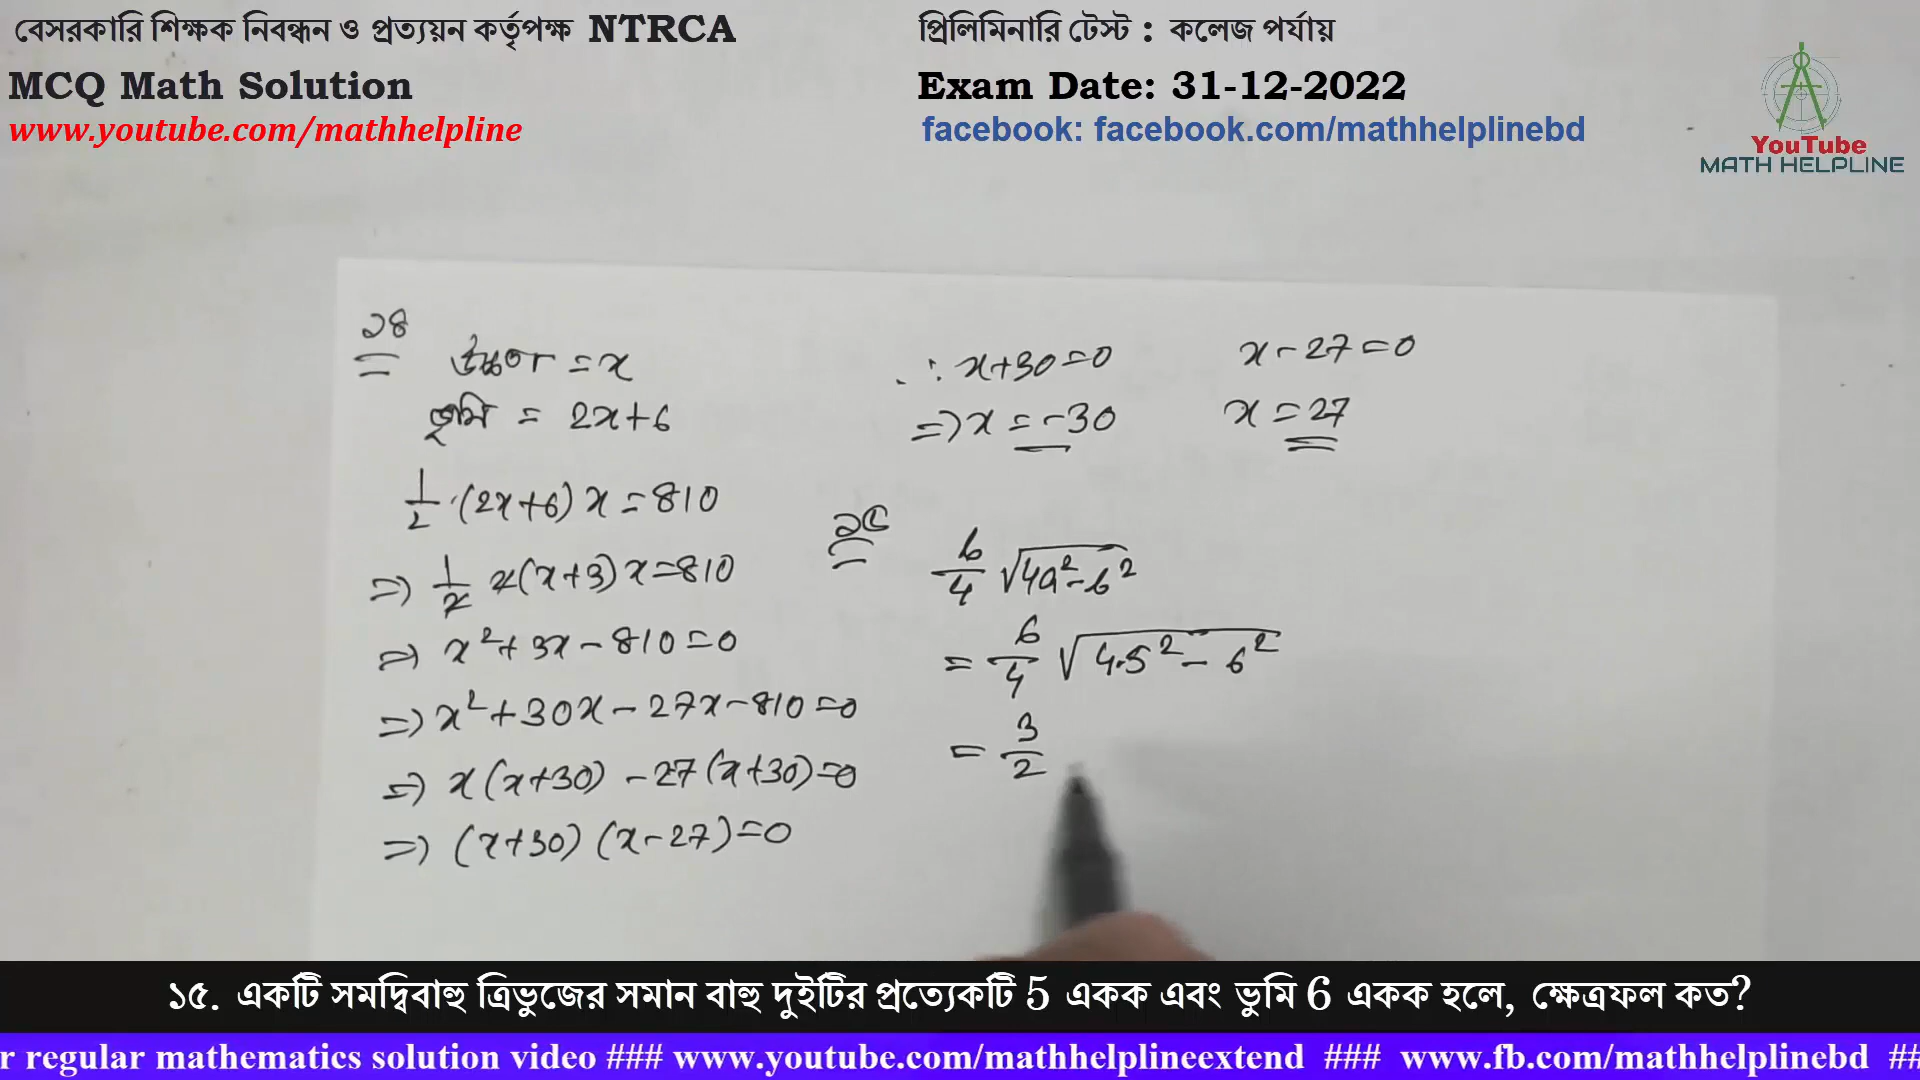 বেসরকারি শিক্ষক নিবন্ধন ও প্রত্যয়ন কর্তৃপক্ষ NTRCA
প্রিলিমিনারি টেস্ট : কলেজ পর্যায়
MCQ Math Solution
Exam Date: 31-12-2022
www.youtube.com/mathhelpline
facebook: facebook.com/mathhelplinebd
YouTube
MATH HELPLINE
১৪
উচ্চতা = x
ভূমি = 2x+6
1/2 · (2x+6) x = 810
⇒ 1/2 2(x+3) x = 810
⇒ x²+3x-810=0
⇒ x²+30x-27x-810=0
⇒ x(x+30) -27(x+30)=0
⇒ (x+30) (x-27)=0
∴ x+30=0
⇒ x = -30
x-27=0
x = 27
১৫
b/4 √4a²-b²
= 6/4 √4·5²-6²
= 3/2
১৫. একটি সমদ্বিবাহু ত্রিভুজের সমান বাহু দুইটির প্রত্যেকটি 5 একক এবং ভুমি 6 একক হলে, ক্ষেত্রফল কত?
r regular mathematics solution video ### www.youtube.com/mathhelplineextend ### www.fb.com/mathhelplinebd ##